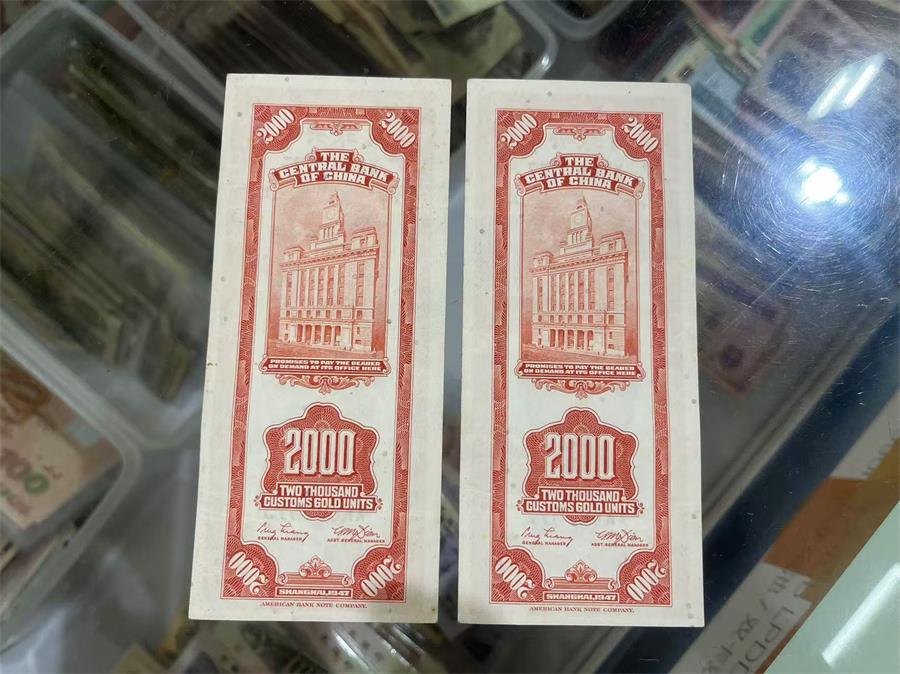 2000 2000
THE
CENTRAL BANK
OF CHINA
PROMISES TO PAY THE BEARER
ON DEMAND AT ITS OFFICE HERE
2000
TWO THOUSAND
CUSTOMS GOLD UNITS
GENERAL MANAGER ASST. GENERAL MANAGER
2000 2000
SHANGHAI, 1947
AMERICAN BANK NOTE COMPANY.
2000 2000
THE
CENTRAL BANK
OF CHINA
PROMISES TO PAY THE BEARER
ON DEMAND AT ITS OFFICE HERE
2000
TWO THOUSAND
CUSTOMS GOLD UNITS
GENERAL MANAGER ASST. GENERAL MANAGER
2000 2000
SHANGHAI, 1947
AMERICAN BANK NOTE COMPANY.
100